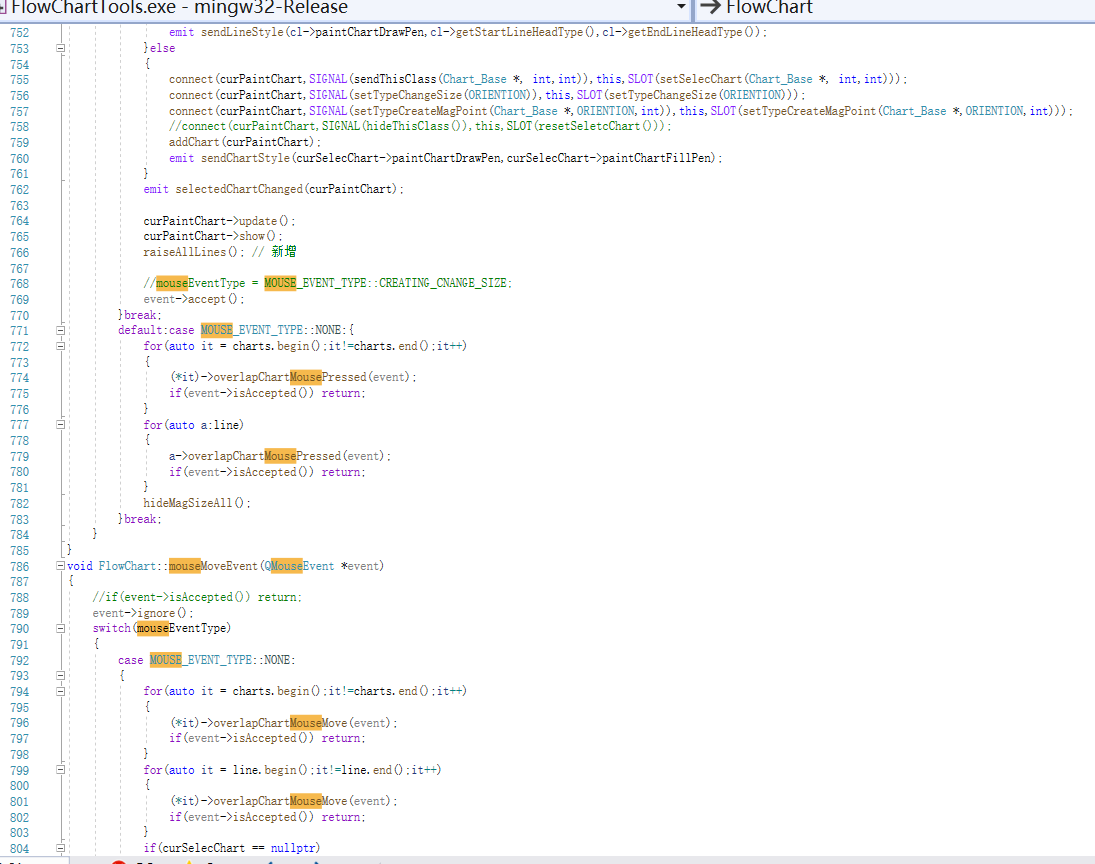 FlowChartTools.exe - mingw32-Release
FlowChart
752 emit sendLineStyle(cl->paintChartDrawPen,cl->getStartLineHeadType(),cl->getEndLineHeadType());
753 }else
754 {
755 connect(curPaintChart,SIGNAL(sendThisClass(Chart_Base *, int,int)),this,SLOT(setSelecChart(Chart_Base *, int,int)));
756 connect(curPaintChart,SIGNAL(setTypeChangeSize(ORIENTION)),this,SLOT(setTypeChangeSize(ORIENTION)));
757 connect(curPaintChart,SIGNAL(setTypeCreateMagPoint(Chart_Base *,ORIENTION,int)),this,SLOT(setTypeCreateMagPoint(Chart_Base *,ORIENTION,int)));
758 //connect(curPaintChart,SIGNAL(hideThisClass()),this,SLOT(resetSeletcChart()));
759 addChart(curPaintChart);
760 emit sendChartStyle(curSelecChart->paintChartDrawPen,curSelecChart->paintChartFillPen);
761 }
762 emit selectedChartChanged(curPaintChart);
763
764 curPaintChart->update();
765 curPaintChart->show();
766 raiseAllLines(); // 新增
767
768 //mouseEventType = MOUSE_EVENT_TYPE::CREATING_CNANGE_SIZE;
769 event->accept();
770 }break;
771 default:case MOUSE_EVENT_TYPE::NONE:{
772 for(auto it = charts.begin();it!=charts.end();it++)
773 {
774 (*it)->overlapChartMousePressed(event);
775 if(event->isAccepted()) return;
776 }
777 for(auto a:line)
778 {
779 a->overlapChartMousePressed(event);
780 if(event->isAccepted()) return;
781 }
782 hideMagSizeAll();
783 }break;
784 }
785 }
786 void FlowChart::mouseMoveEvent(QMouseEvent *event)
787 {
788 //if(event->isAccepted()) return;
789 event->ignore();
790 switch(mouseEventType)
791 {
792 case MOUSE_EVENT_TYPE::NONE:
793 {
794 for(auto it = charts.begin();it!=charts.end();it++)
795 {
796 (*it)->overlapChartMouseMove(event);
797 if(event->isAccepted()) return;
798 }
799 for(auto it = line.begin();it!=line.end();it++)
800 {
801 (*it)->overlapChartMouseMove(event);
802 if(event->isAccepted()) return;
803 }
804 if(curSelecChart == nullptr)